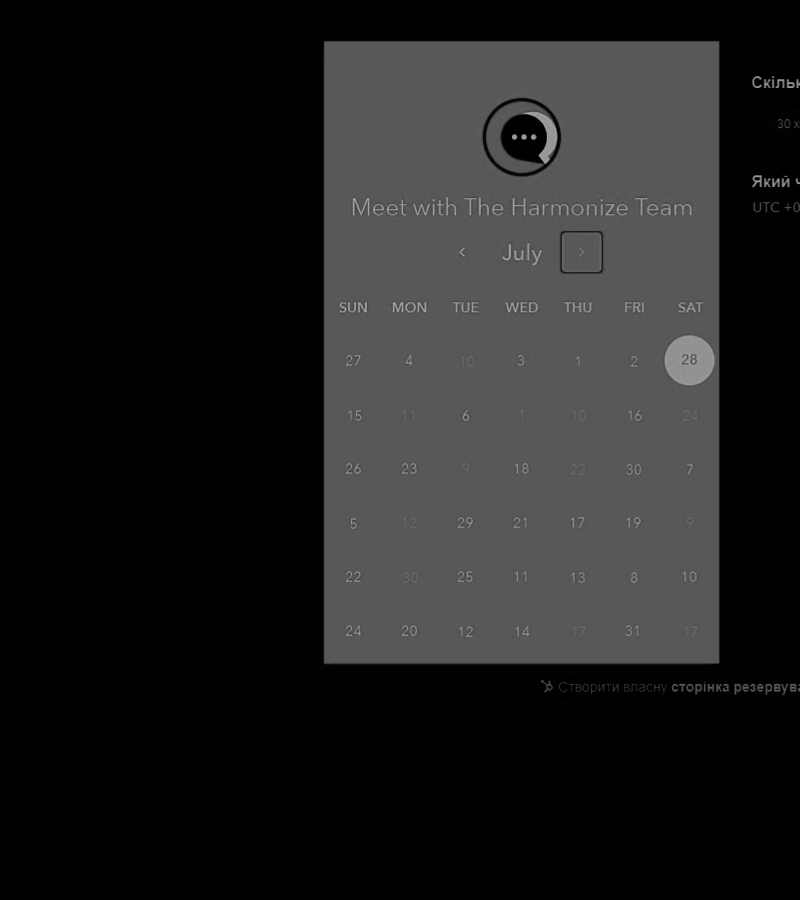 Скільк
30 х
Meet with The Harmonize Team
Який ч
UTC +0
July
SUN MON TUE WED THU FRI SAT
27 4 10 3 1 2 28
15 11 6 1 10 16 24
26 23 9 18 22 30 7
5 12 29 21 17 19 9
22 30 25 11 13 8 10
24 20 12 14 17 31 17
Створити власну сторінка резервува